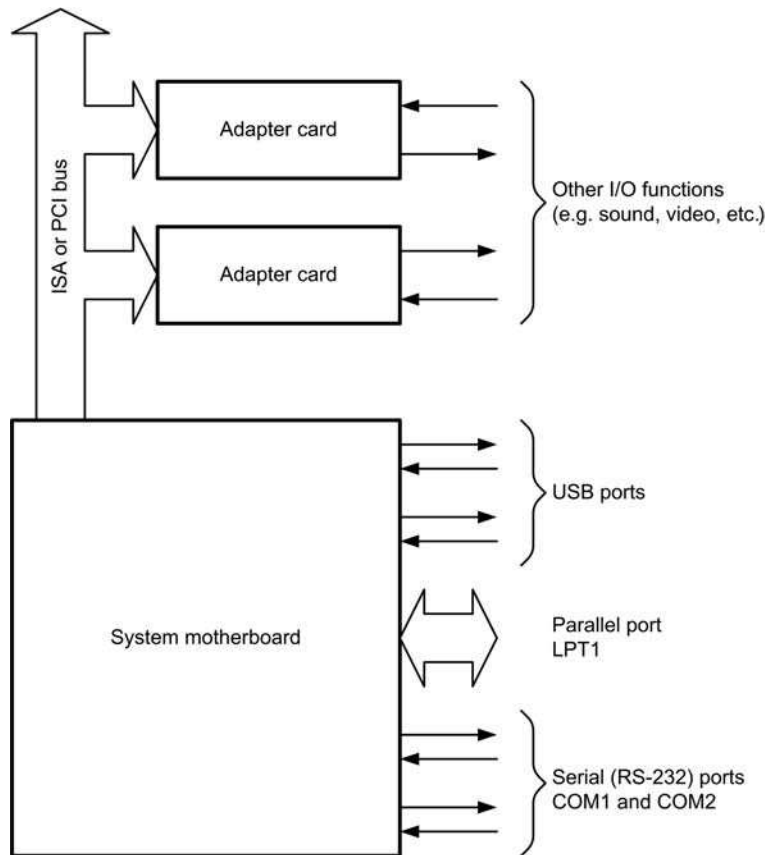 Adapter card
Other I/O functions
(e.g. sound, video, etc.)
ISA or PCI bus
Adapter card
USB ports
System motherboard
Parallel port
LPT1
Serial (RS-232) ports
COM1 and COM2